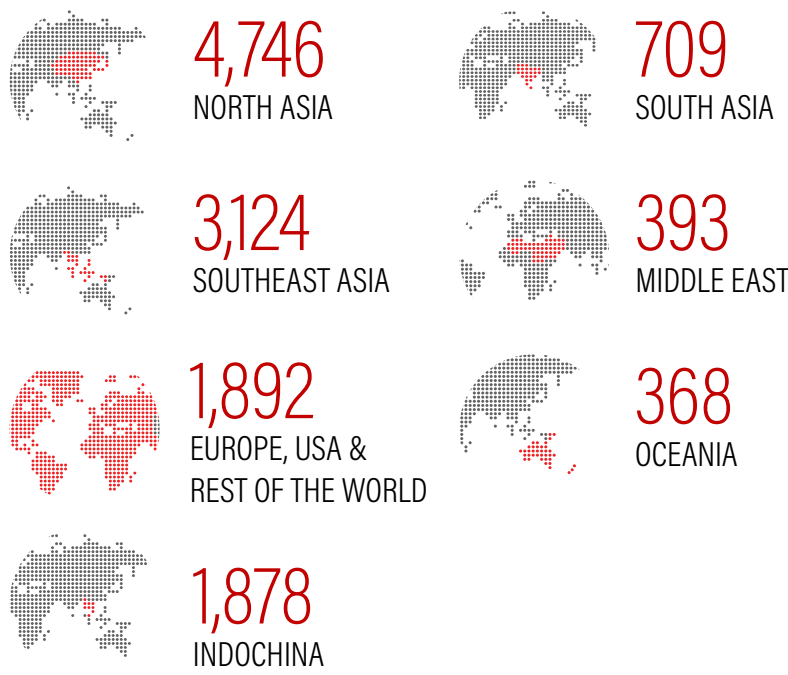 4,746
NORTH ASIA
709
SOUTH ASIA
3,124
SOUTHEAST ASIA
393
MIDDLE EAST
1,892
EUROPE, USA &
REST OF THE WORLD
368
OCEANIA
1,878
INDOCHINA